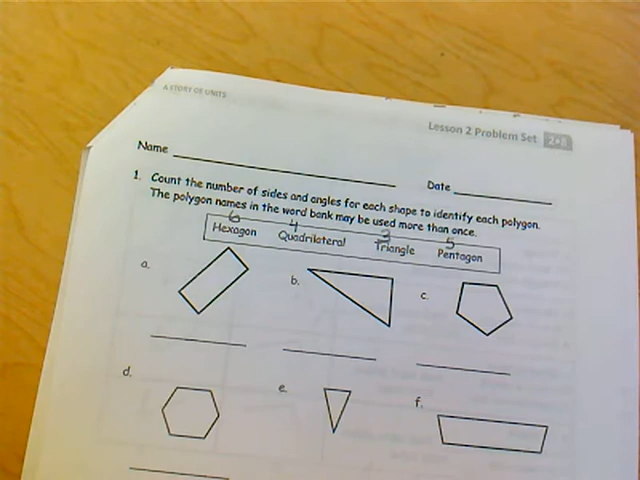 A STORY OF UNITS
Lesson 2 Problem Set 2•8
Name
Date
1. Count the number of sides and angles for each shape to identify each polygon.
The polygon names in the word bank may be used more than once.
6 4 3 5
Hexagon Quadrilateral Triangle Pentagon
a. b. c.
d. e. f.